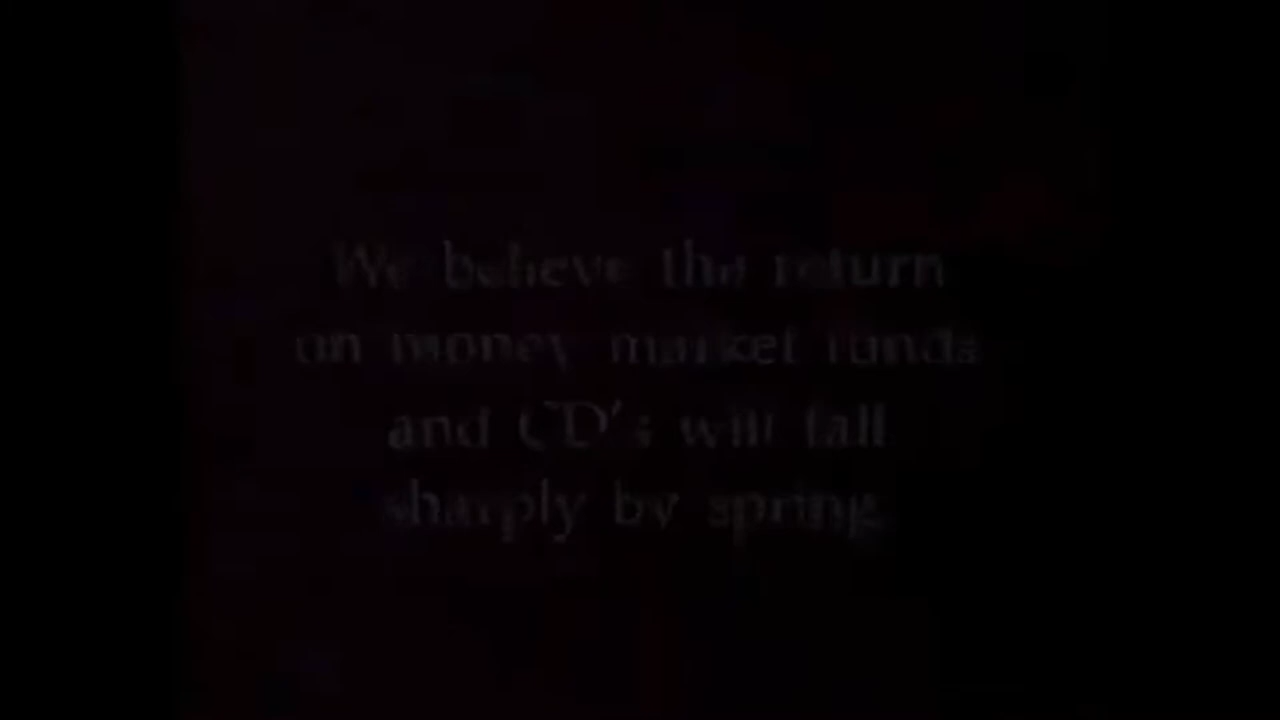 We believe the return
on money market funds
and CD's will fall
sharply by spring.